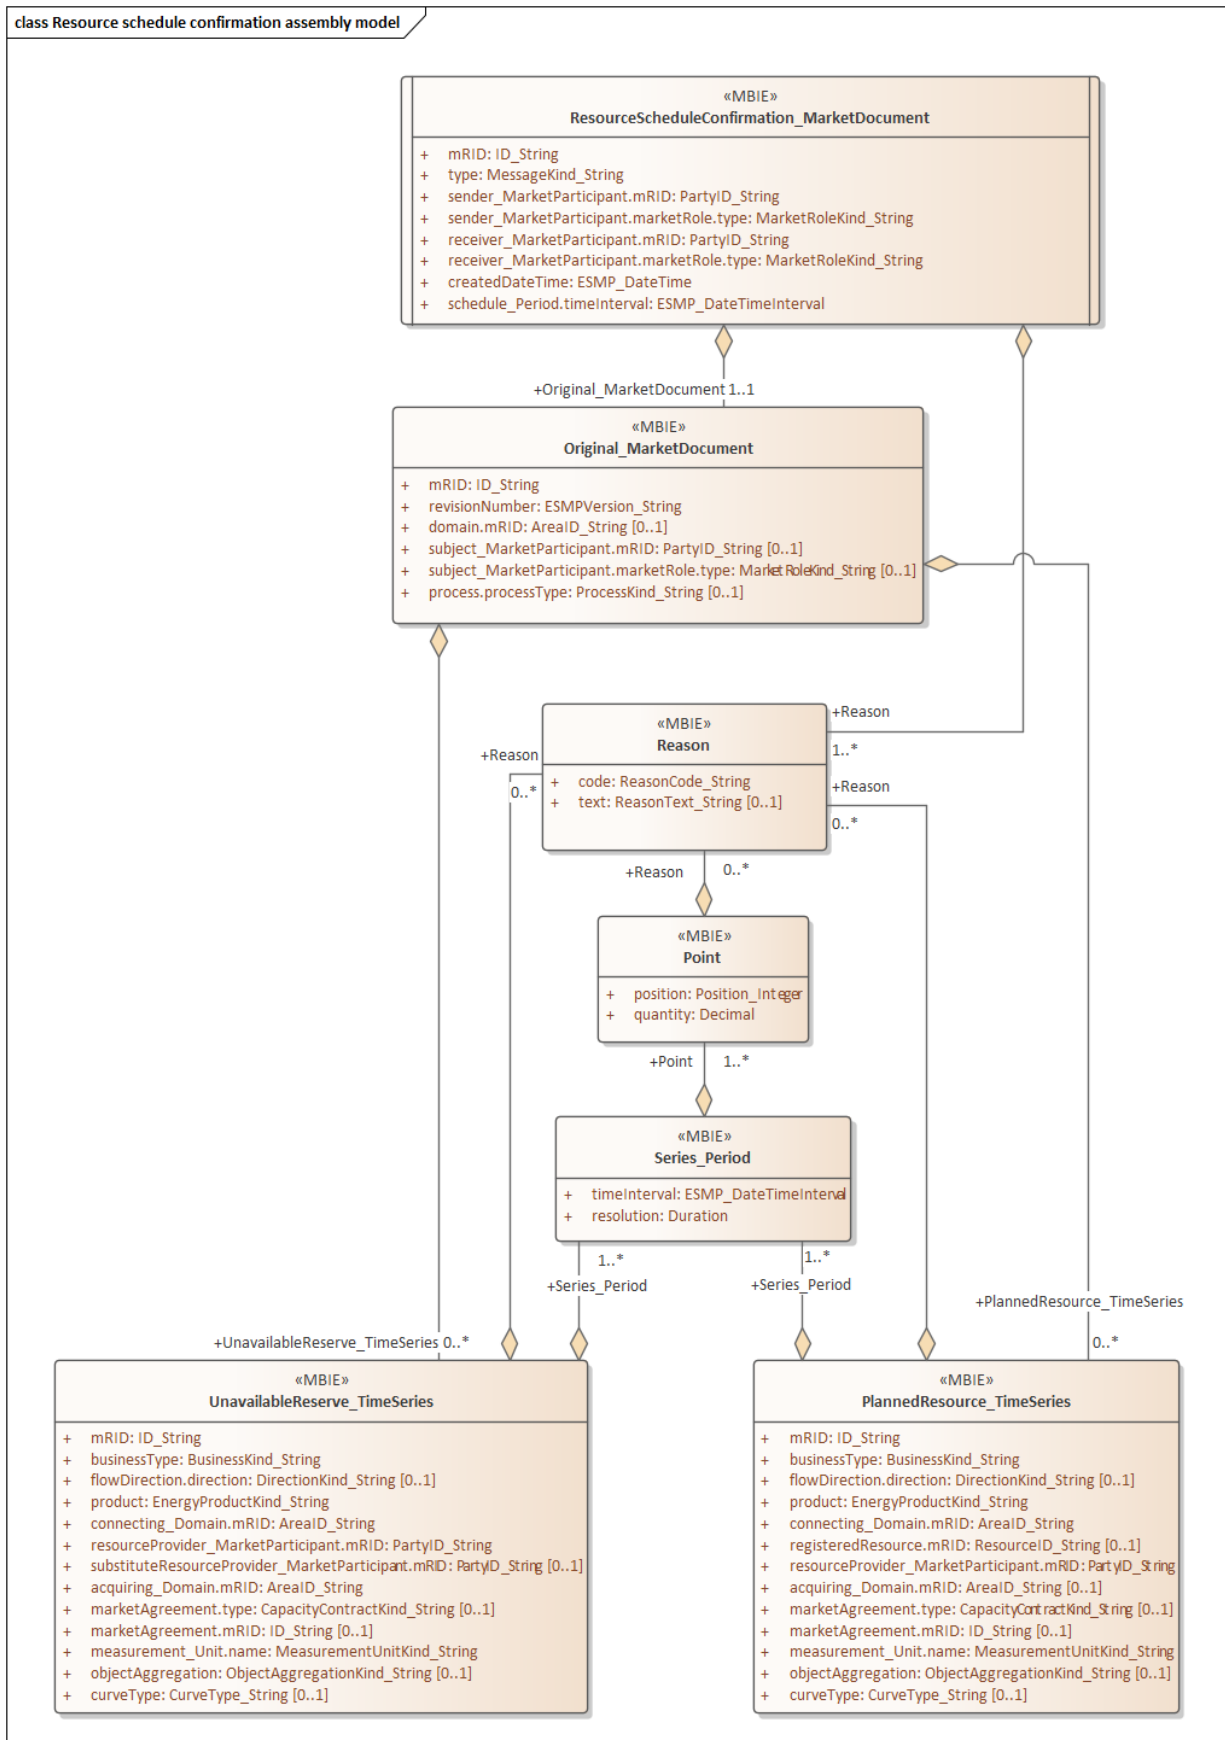 class Resource schedule confirmation assembly model
«MBIE»
ResourceScheduleConfirmation_MarketDocument
+ mRID: ID_String
+ type: MessageKind_String
+ sender_MarketParticipant.mRID: PartyID_String
+ sender_MarketParticipant.marketRole.type: MarketRoleKind_String
+ receiver_MarketParticipant.mRID: PartyID_String
+ receiver_MarketParticipant.marketRole.type: MarketRoleKind_String
+ createdDateTime: ESMP_DateTime
+ schedule_Period.timeInterval: ESMP_DateTimeInterval
+Original_MarketDocument 1..1
«MBIE»
Original_MarketDocument
+ mRID: ID_String
+ revisionNumber: ESMPVersion_String
+ domain.mRID: AreaID_String [0..1]
+ subject_MarketParticipant.mRID: PartyID_String [0..1]
+ subject_MarketParticipant.marketRole.type: MarketRoleKind_String [0..1]
+ process.processType: ProcessKind_String [0..1]
+Reason
1..*
+Reason
0..*
+Reason
0..*
«MBIE»
Reason
+ code: ReasonCode_String
+ text: ReasonText_String [0..1]
+Reason 0..*
«MBIE»
Point
+ position: Position_Integer
+ quantity: Decimal
+Point 1..*
«MBIE»
Series_Period
+ timeInterval: ESMP_DateTimeInterval
+ resolution: Duration
1..*
+Series_Period
1..*
+Series_Period
+PlannedResource_TimeSeries
0..*
+UnavailableReserve_TimeSeries 0..*
«MBIE»
UnavailableReserve_TimeSeries
+ mRID: ID_String
+ businessType: BusinessKind_String
+ flowDirection.direction: DirectionKind_String [0..1]
+ product: EnergyProductKind_String
+ connecting_Domain.mRID: AreaID_String
+ resourceProvider_MarketParticipant.mRID: PartyID_String
+ substituteResourceProvider_MarketParticipant.mRID: PartyID_String [0..1]
+ acquiring_Domain.mRID: AreaID_String
+ marketAgreement.type: CapacityContractKind_String [0..1]
+ marketAgreement.mRID: ID_String [0..1]
+ measurement_Unit.name: MeasurementUnitKind_String
+ objectAggregation: ObjectAggregationKind_String [0..1]
+ curveType: CurveType_String [0..1]
«MBIE»
PlannedResource_TimeSeries
+ mRID: ID_String
+ businessType: BusinessKind_String
+ flowDirection.direction: DirectionKind_String [0..1]
+ product: EnergyProductKind_String
+ connecting_Domain.mRID: AreaID_String
+ registeredResource.mRID: ResourceID_String [0..1]
+ resourceProvider_MarketParticipant.mRID: PartyID_String
+ acquiring_Domain.mRID: AreaID_String [0..1]
+ marketAgreement.type: CapacityContractKind_String [0..1]
+ marketAgreement.mRID: ID_String [0..1]
+ measurement_Unit.name: MeasurementUnitKind_String
+ objectAggregation: ObjectAggregationKind_String [0..1]
+ curveType: CurveType_String [0..1]